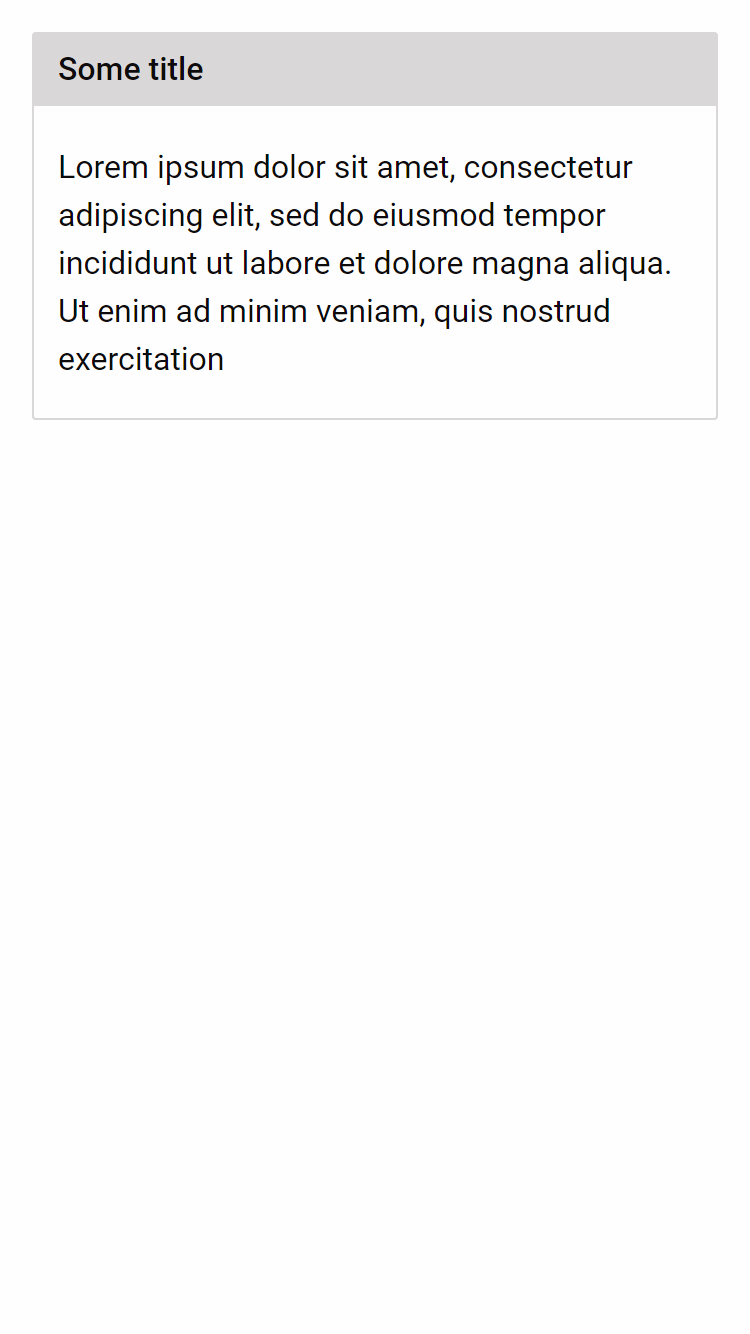 Some title
Lorem ipsum dolor sit amet, consectetur
adipiscing elit, sed do eiusmod tempor
incididunt ut labore et dolore magna aliqua.
Ut enim ad minim veniam, quis nostrud
exercitation